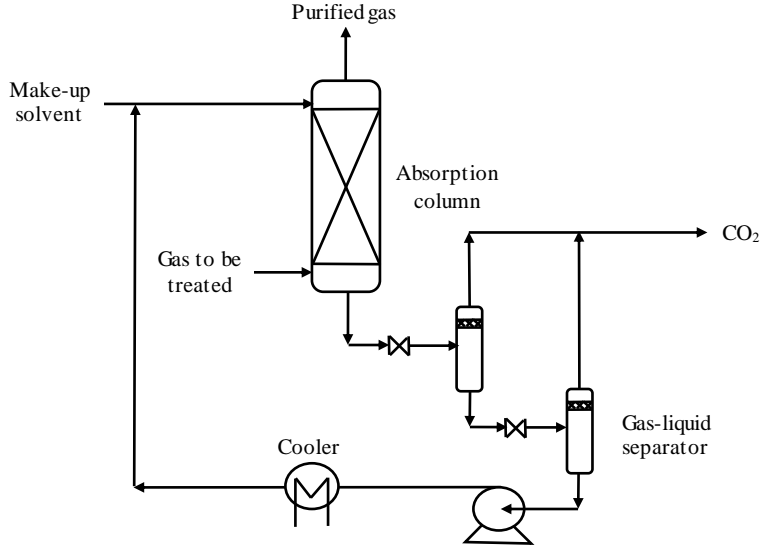 Purified gas
Make-up
solvent
Absorption
column
Gas to be
treated
CO₂
Gas-liquid
separator
Cooler